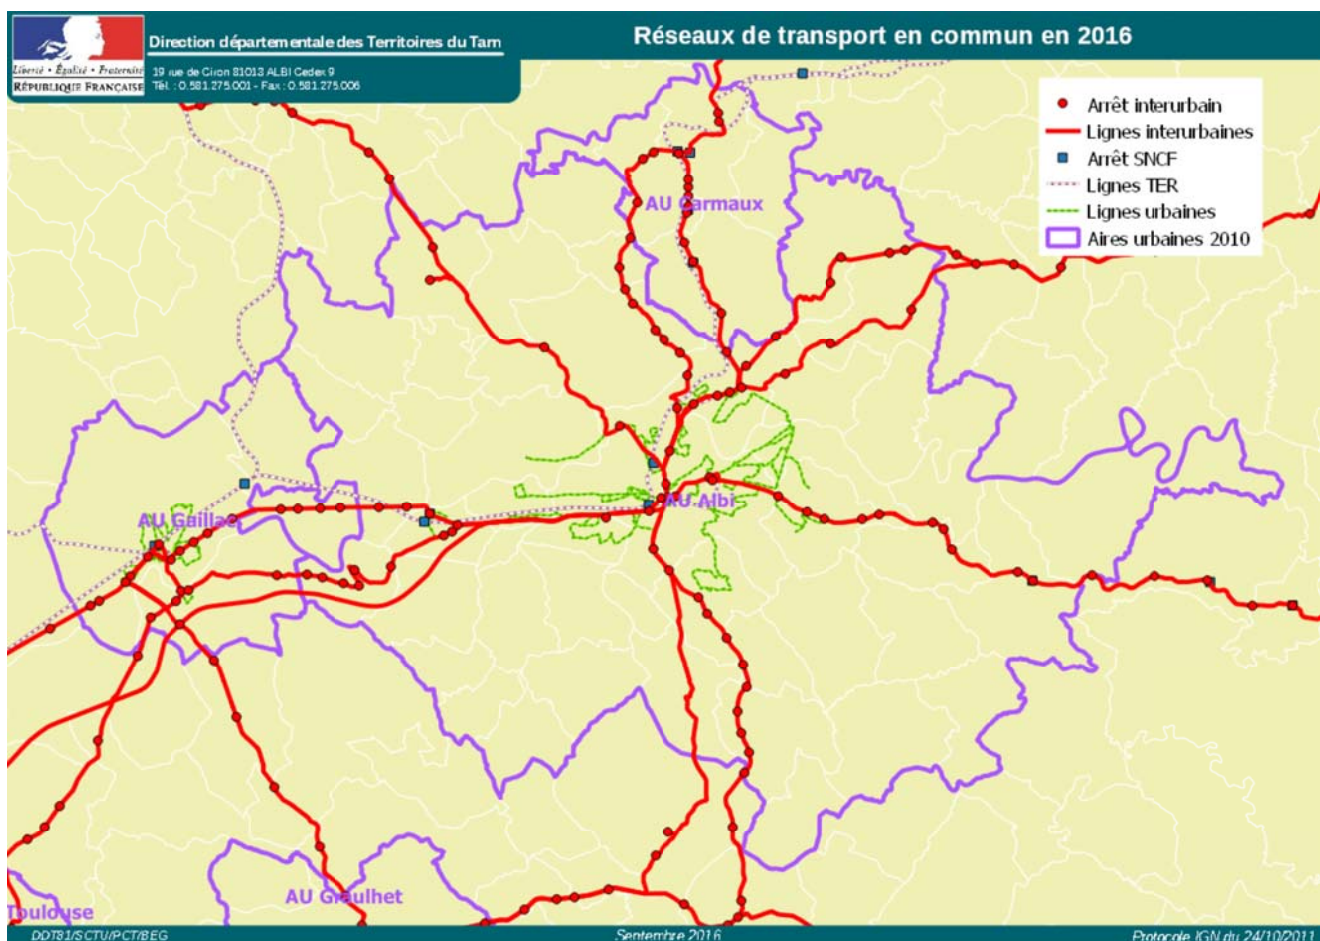 Liberté • Égalité • Fraternité
RÉPUBLIQUE FRANÇAISE
Direction départementale des Territoires du Tarn
19 rue de Ciron 81013 ALBI Cedex 9
Tél. : 0.581.275.001 - Fax : 0.581.275.006
Réseaux de transport en commun en 2016
Arrêt interurbain
Lignes interurbaines
Arrêt SNCF
Lignes TER
Lignes urbaines
Aires urbaines 2010
AU Carmaux
AU Albi
AU Gaillac
AU Graulhet
Toulouse
DDT81/SCTU/PCT/BEG
Septembre 2016
Protocole IGN du 24/10/2011